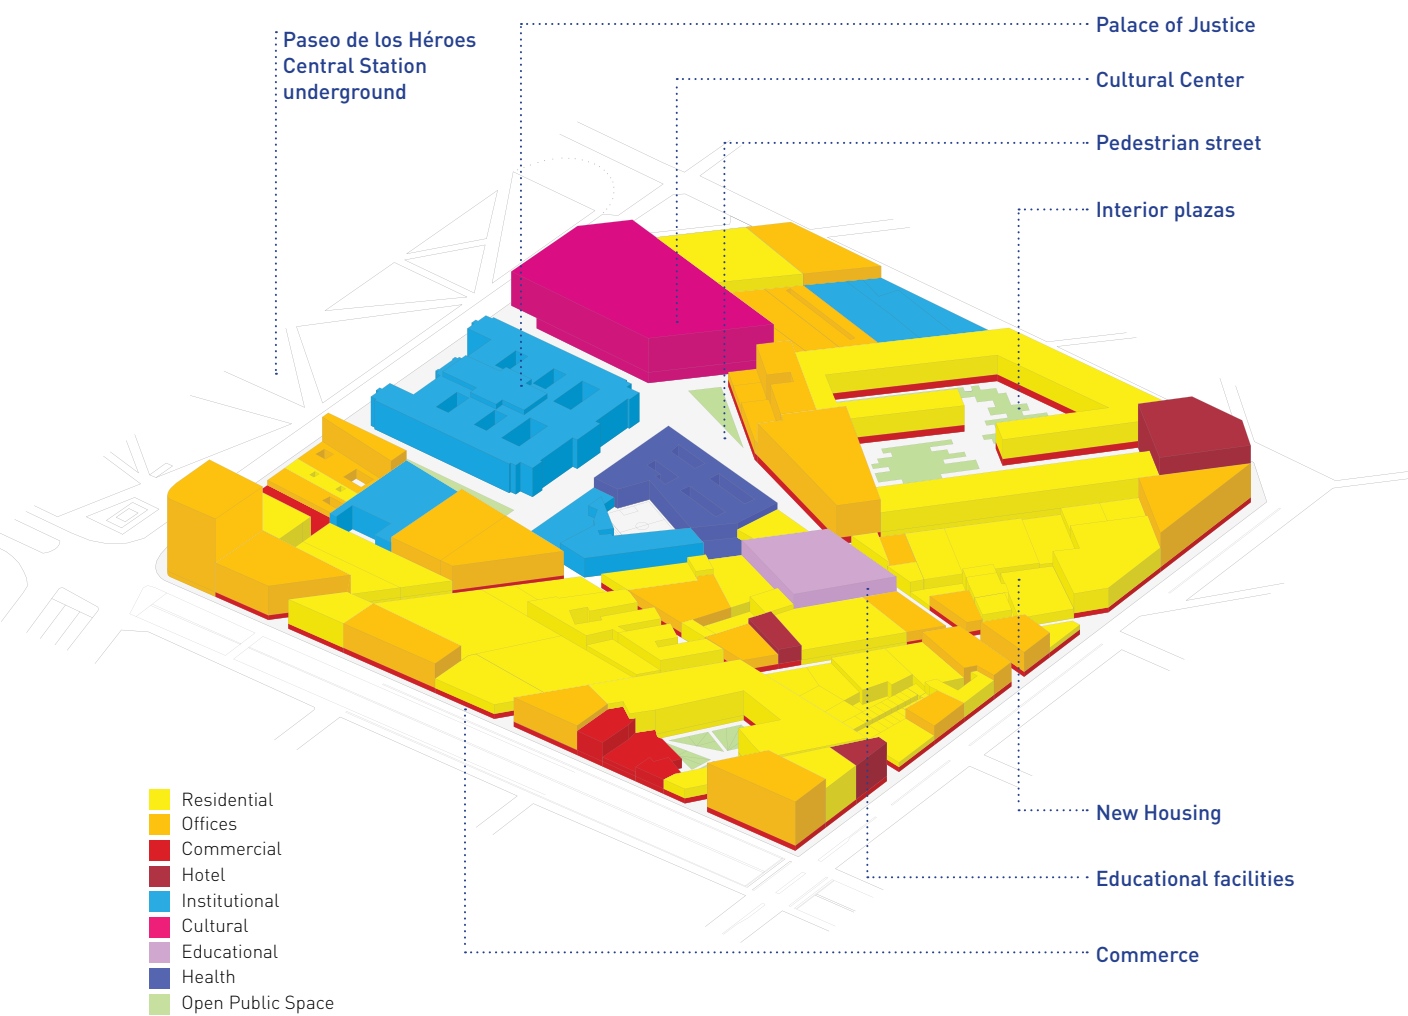 Paseo de los Héroes
Central Station
underground
Palace of Justice
Cultural Center
Pedestrian street
Interior plazas
New Housing
Educational facilities
Commerce
Residential
Offices
Commercial
Hotel
Institutional
Cultural
Educational
Health
Open Public Space